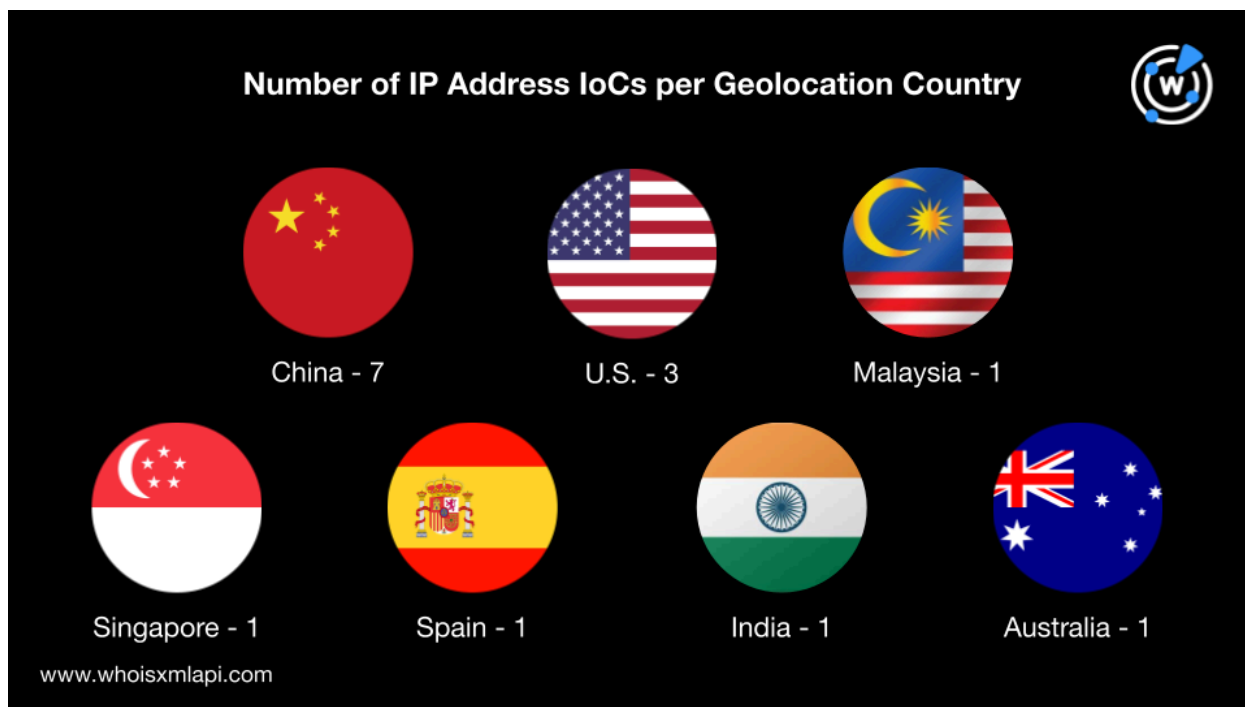 Number of IP Address IoCs per Geolocation Country
W
China - 7
U.S. - 3
Malaysia - 1
Singapore - 1
Spain - 1
India - 1
Australia - 1
www.whoisxmlapi.com